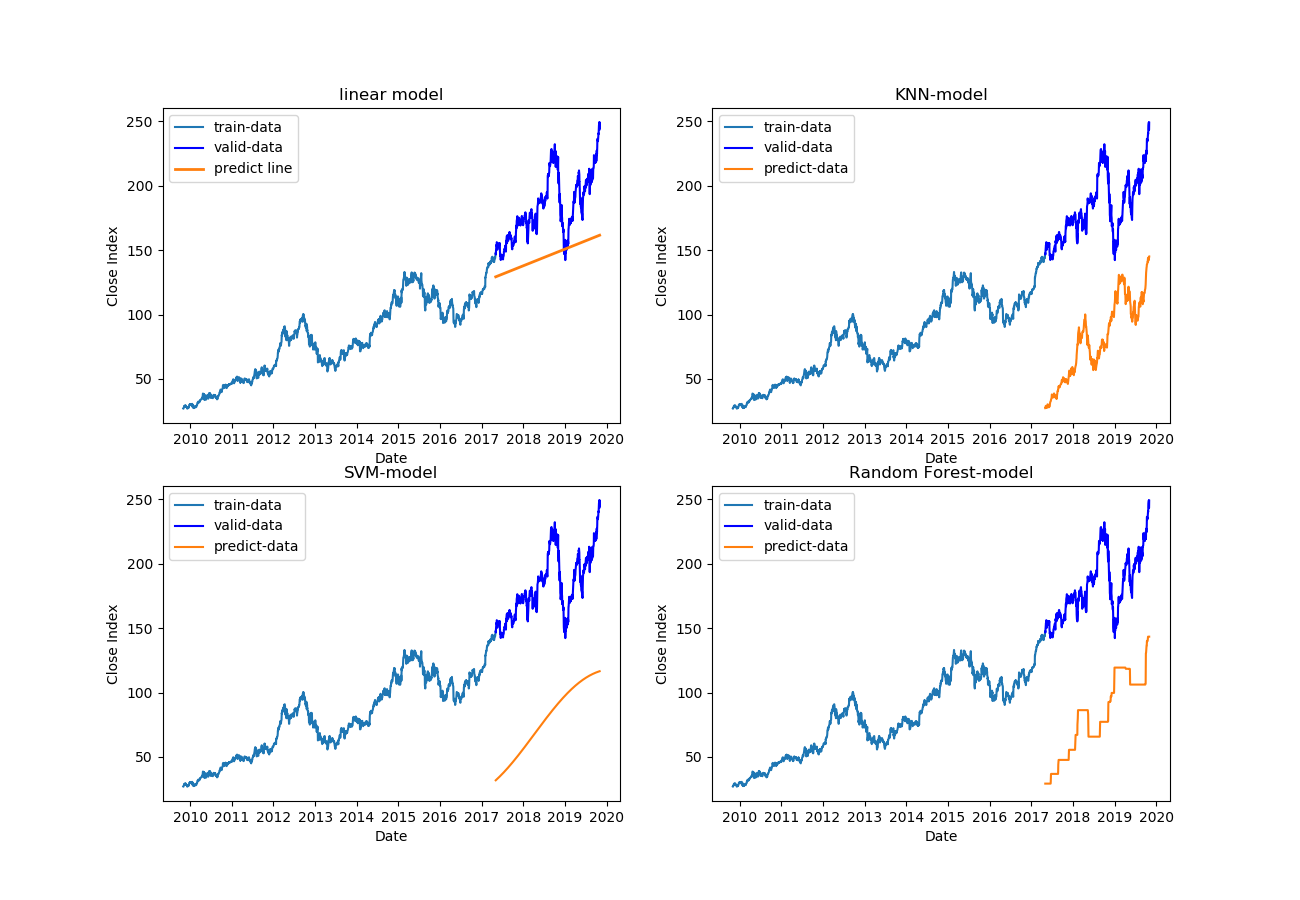 linear model
250
200
150
100
50
Close Index
train-data
valid-data
predict line
2010 2011 2012 2013 2014 2015 2016 2017 2018 2019 2020
Date
KNN-model
250
200
150
100
50
Close Index
train-data
valid-data
predict-data
2010 2011 2012 2013 2014 2015 2016 2017 2018 2019 2020
Date
SVM-model
250
200
150
100
50
Close Index
train-data
valid-data
predict-data
2010 2011 2012 2013 2014 2015 2016 2017 2018 2019 2020
Date
Random Forest-model
250
200
150
100
50
Close Index
train-data
valid-data
predict-data
2010 2011 2012 2013 2014 2015 2016 2017 2018 2019 2020
Date